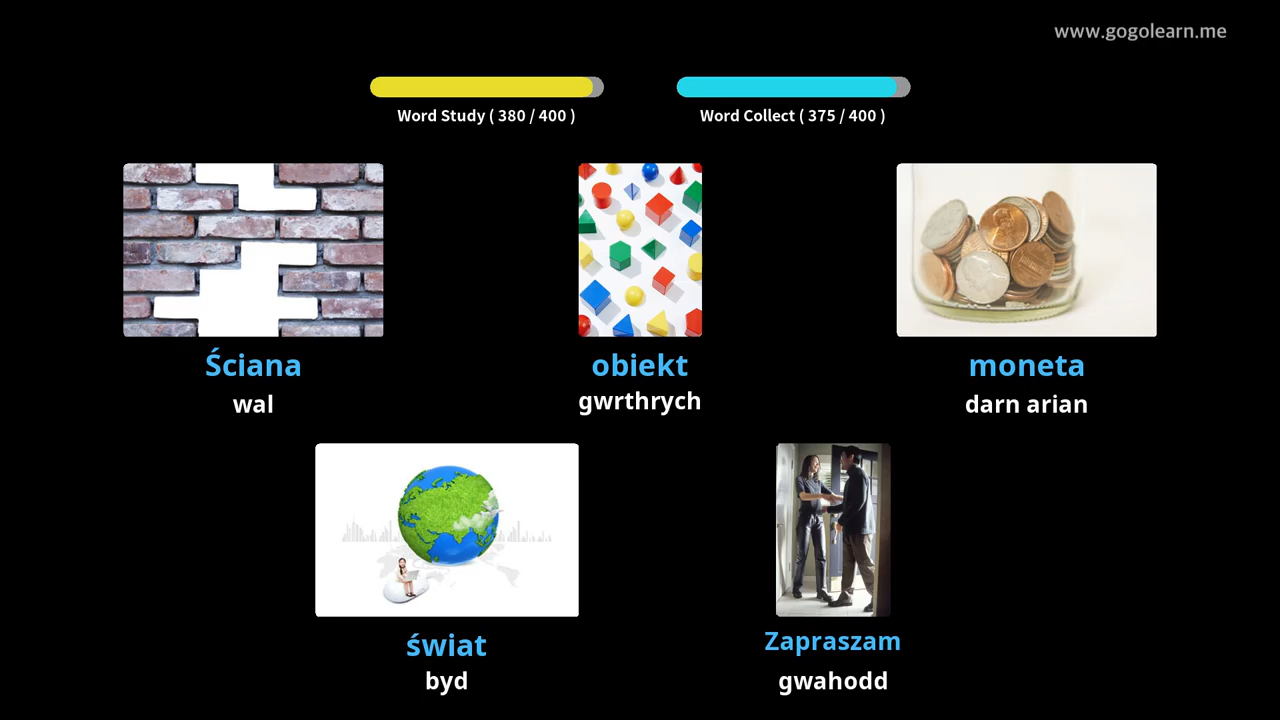 www.gogolearn.me
Word Study ( 380 / 400 )
Word Collect ( 375 / 400 )
Ściana
wal
obiekt
gwrthrych
moneta
darn arian
świat
byd
Zapraszam
gwahodd